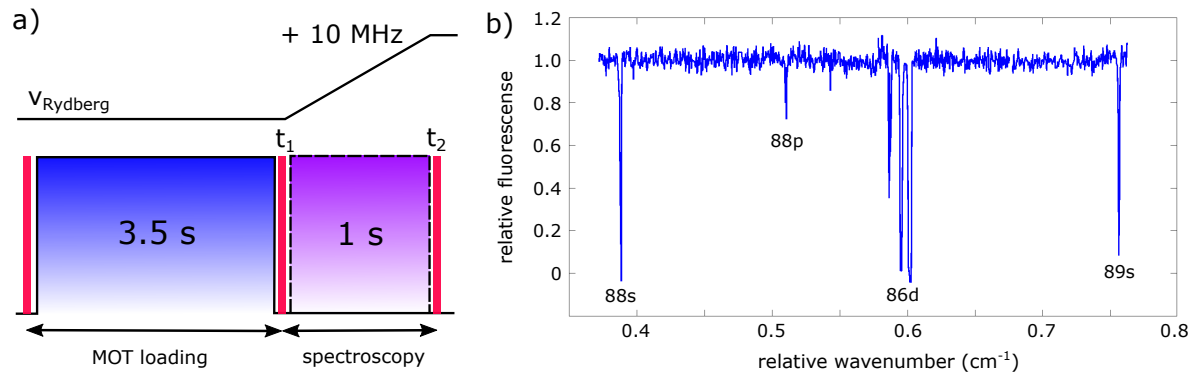 a)
+ 10 MHz
vRydberg
t1
t2
3.5 s
1 s
MOT loading
spectroscopy
b)
relative fluorescense
1.2
1.0
0.8
0.6
0.4
0.2
0
88s
88p
86d
89s
0.4
0.5
0.6
0.7
0.8
relative wavenumber (cm⁻¹)